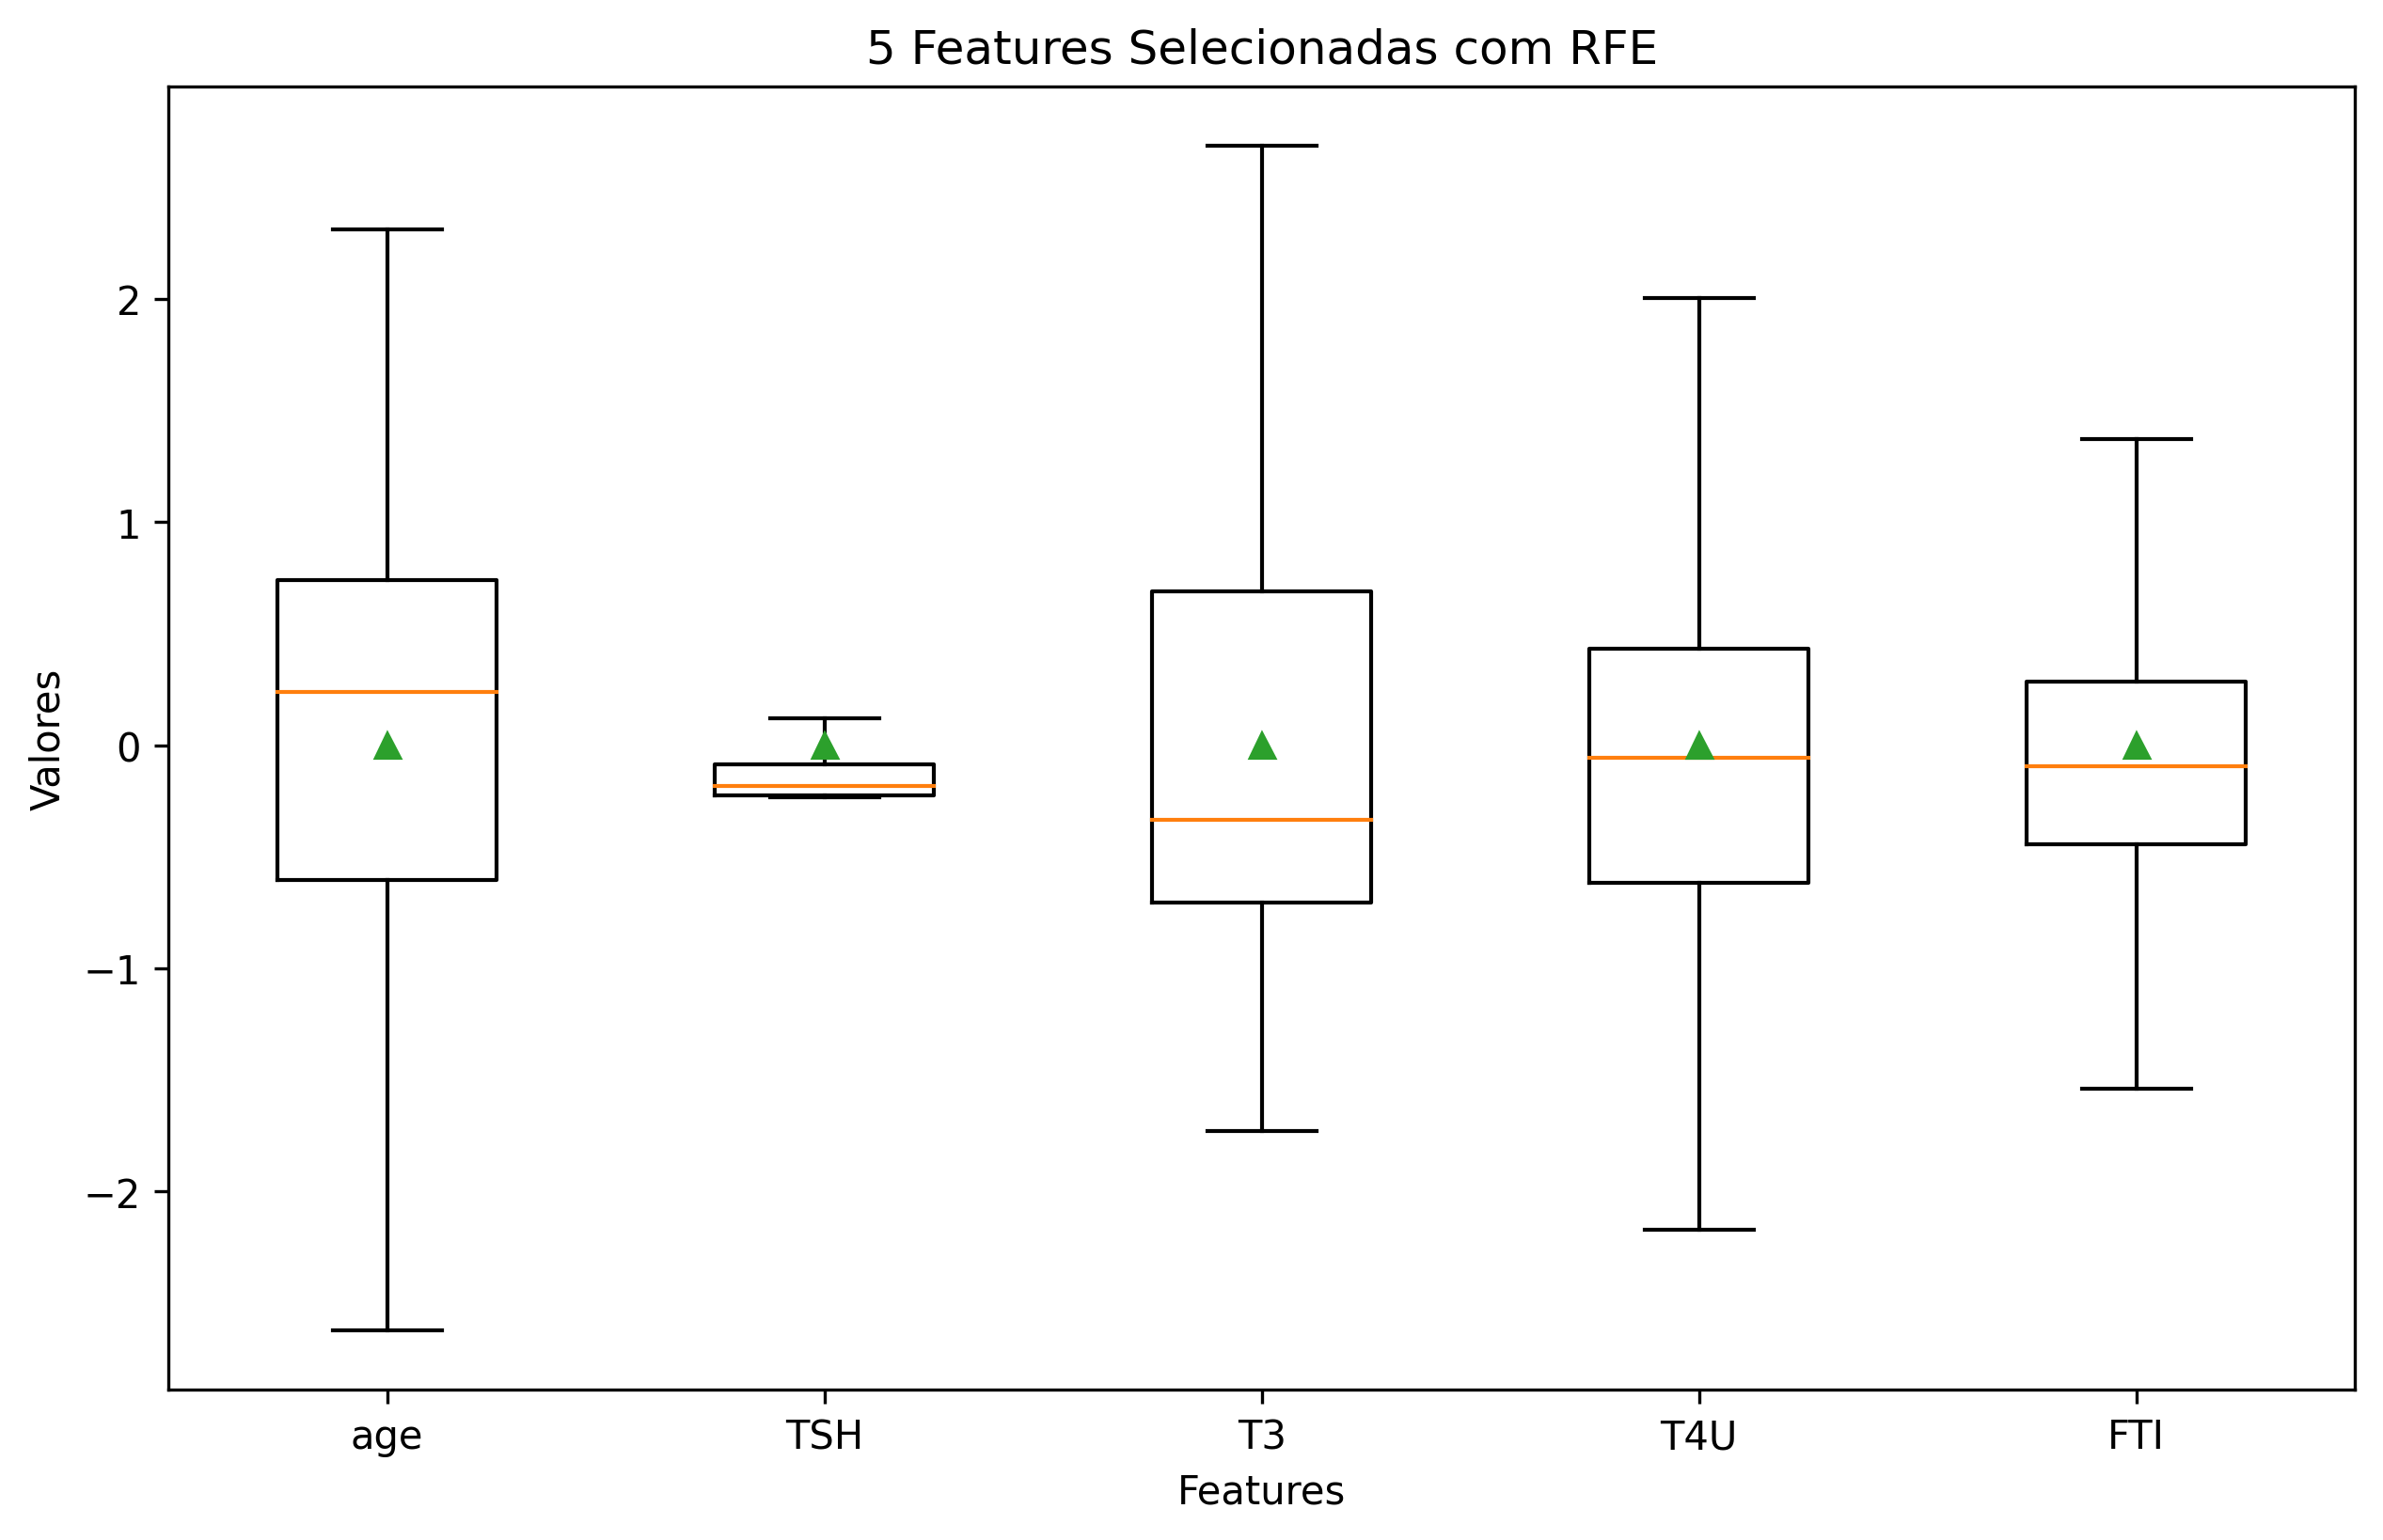 5 Features Selecionadas com RFE
Valores
2
1
0
−1
−2
age TSH T3 T4U FTI
Features